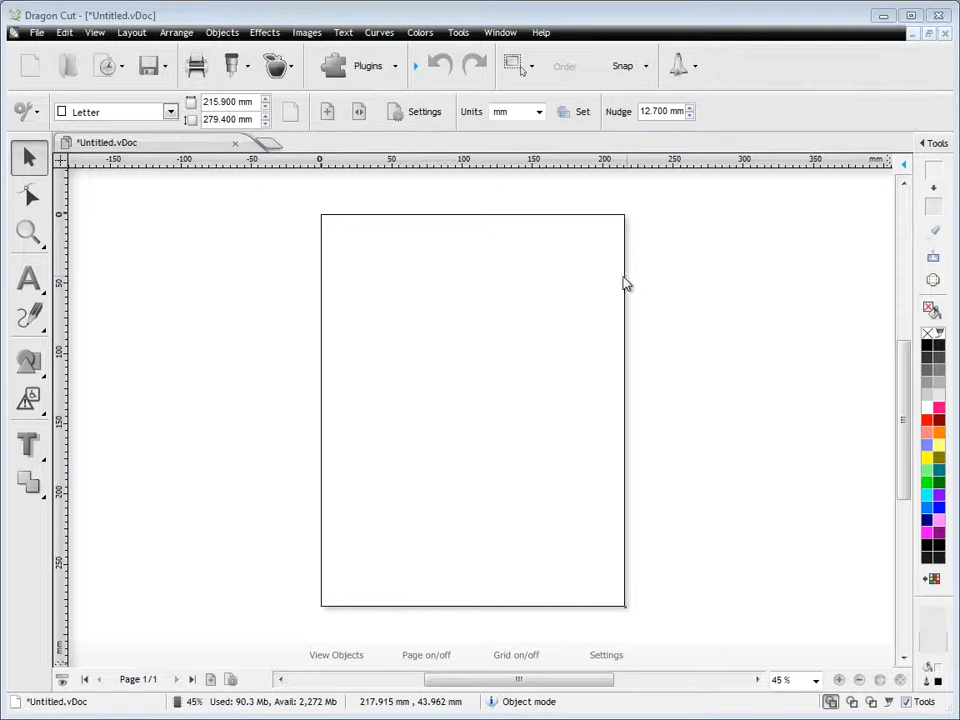 Dragon Cut - [*Untitled.vDoc]
File Edit View Layout Arrange Objects Effects Images Text Curves Colors Tools Window Help
Plugins Order Snap
Letter 215.900 mm 279.400 mm Settings Units mm Set Nudge 12.700 mm
*Untitled.vDoc Tools
-150 -100 -50 0 50 100 150 200 250 300 350 mm
0
50
100
150
200
250
mm
A
T
View Objects Page on/off Grid on/off Settings
Page 1/1 45 %
*Untitled.vDoc 45% Used: 90.3 Mb, Avail: 2,272 Mb 217.915 mm, 43.962 mm Object mode Tools